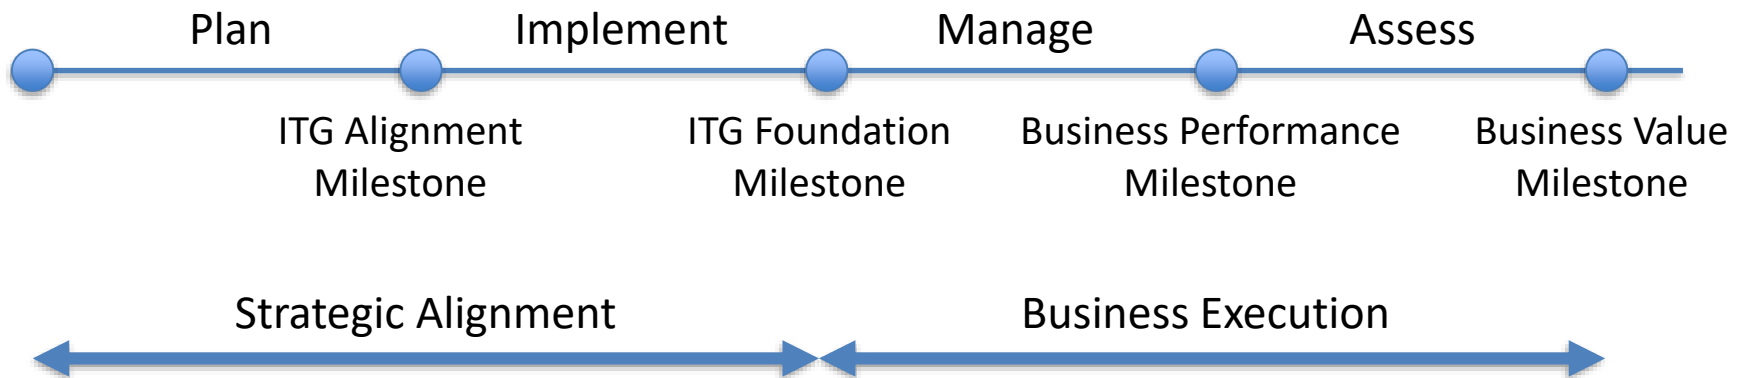 Plan
Implement
Manage
Assess
ITG Alignment
Milestone
ITG Foundation
Milestone
Business Performance
Milestone
Business Value
Milestone
Strategic Alignment
Business Execution